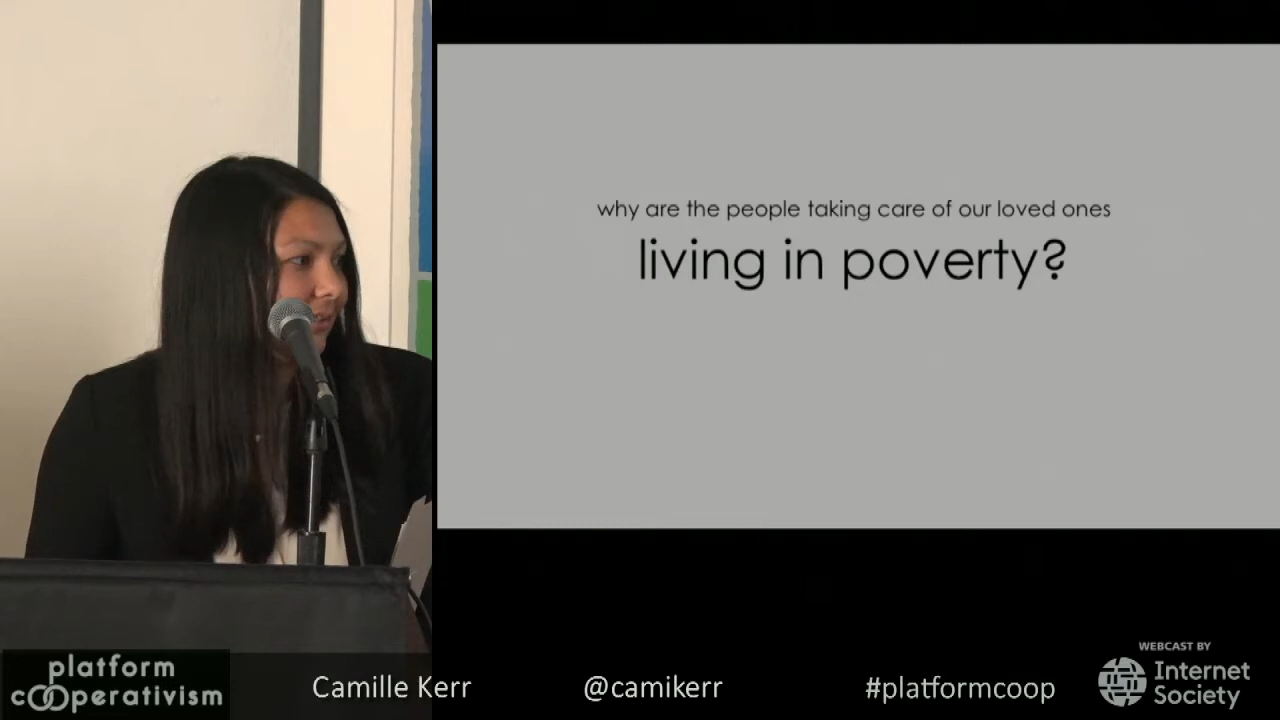 why are the people taking care of our loved ones
living in poverty?
platform
cooperativism
Camille Kerr
@camikerr
#platformcoop
WEBCAST BY
Internet
Society